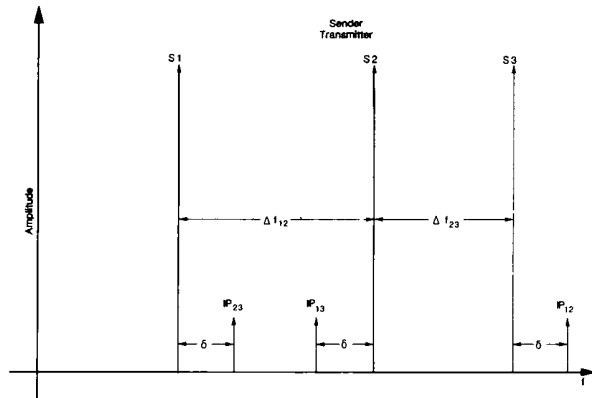 Sender
Transmitter
S1
S2
S3
Amplitude
Δ f12
Δ f23
IP23
IP13
IP12
δ
δ
δ
f